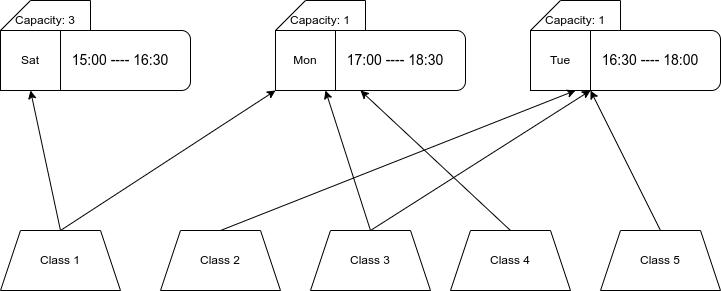 Capacity: 3
Capacity: 1
Capacity: 1
Sat
15:00 ---- 16:30
Mon
17:00 ---- 18:30
Tue
16:30 ---- 18:00
Class 1
Class 2
Class 3
Class 4
Class 5